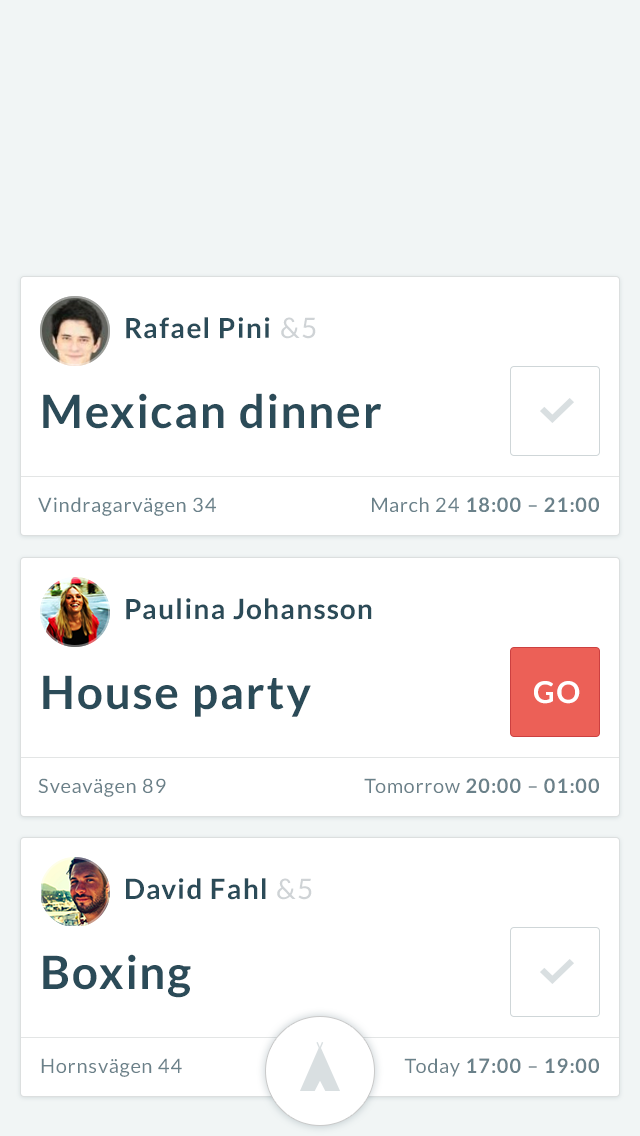 Rafael Pini &5
Mexican dinner
Vindragarvägen 34 March 24 18:00 – 21:00
Paulina Johansson
House party
GO
Sveavägen 89 Tomorrow 20:00 – 01:00
David Fahl &5
Boxing
Hornsvägen 44 Today 17:00 – 19:00